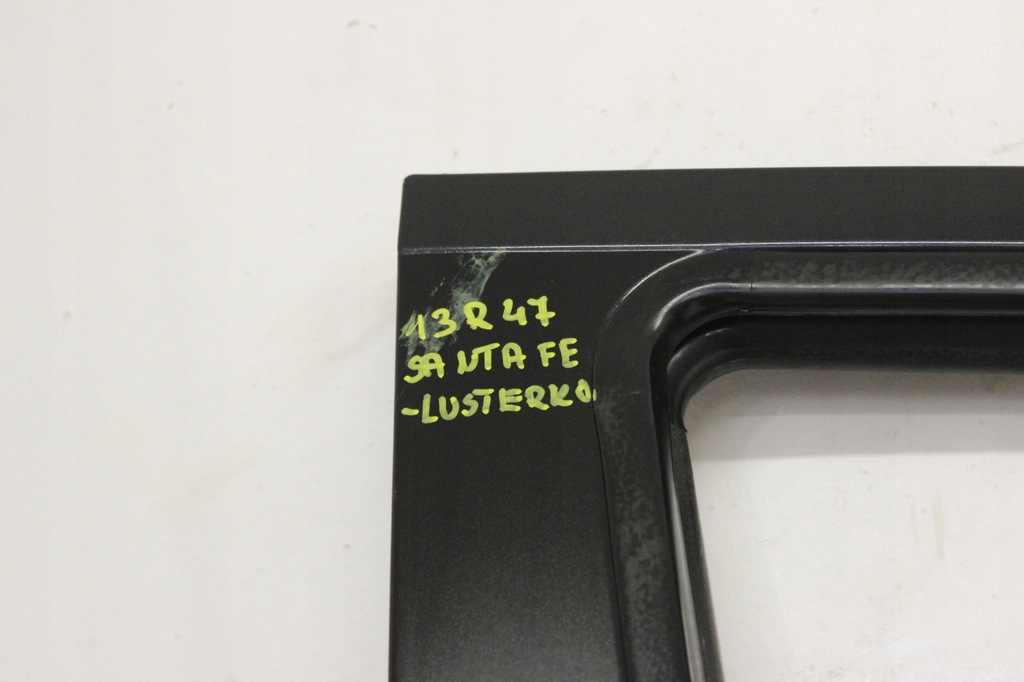 13R47
SANTA FE
-LUSTERKO